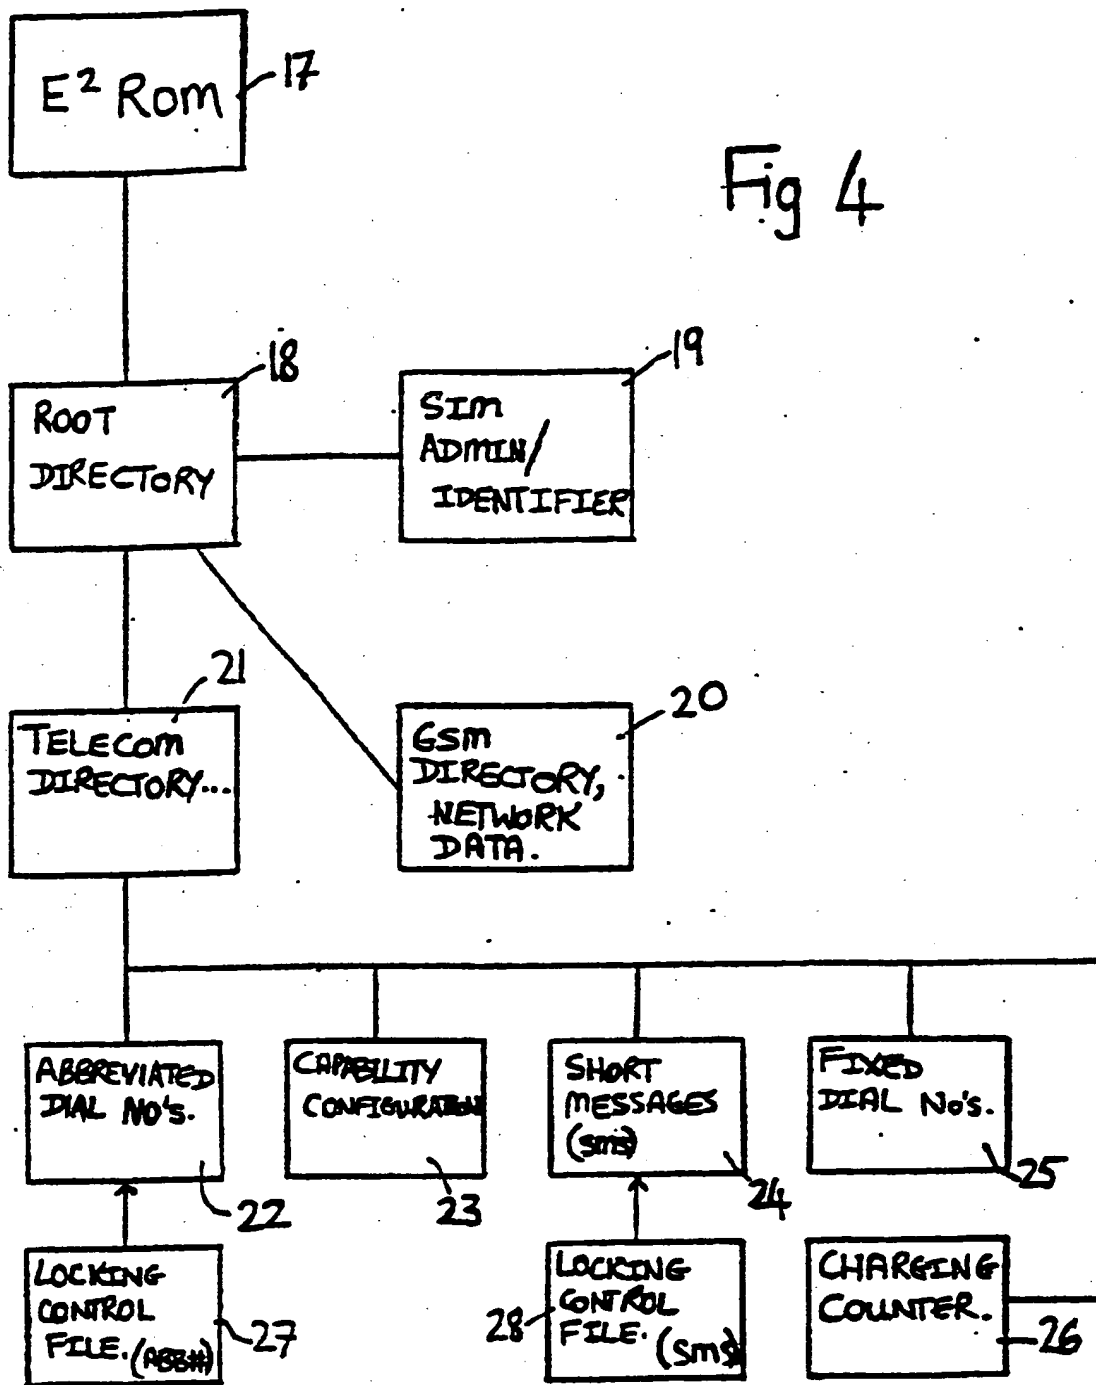 E² Rom
17
Fig 4
18
ROOT
DIRECTORY
19
SIM
ADMIN/
IDENTIFIER
21
TELECOM
DIRECTORY...
20
GSM
DIRECTORY,
NETWORK
DATA.
ABBREVIATED
DIAL NO'S.
22
CAPABILITY
CONFIGURATION
23
SHORT
MESSAGES
(SMS)
24
FIXED
DIAL NO'S.
25
LOCKING
CONTROL
FILE. (ABB#)
27
LOCKING
CONTROL
FILE. (SMS)
28
CHARGING
COUNTER.
26